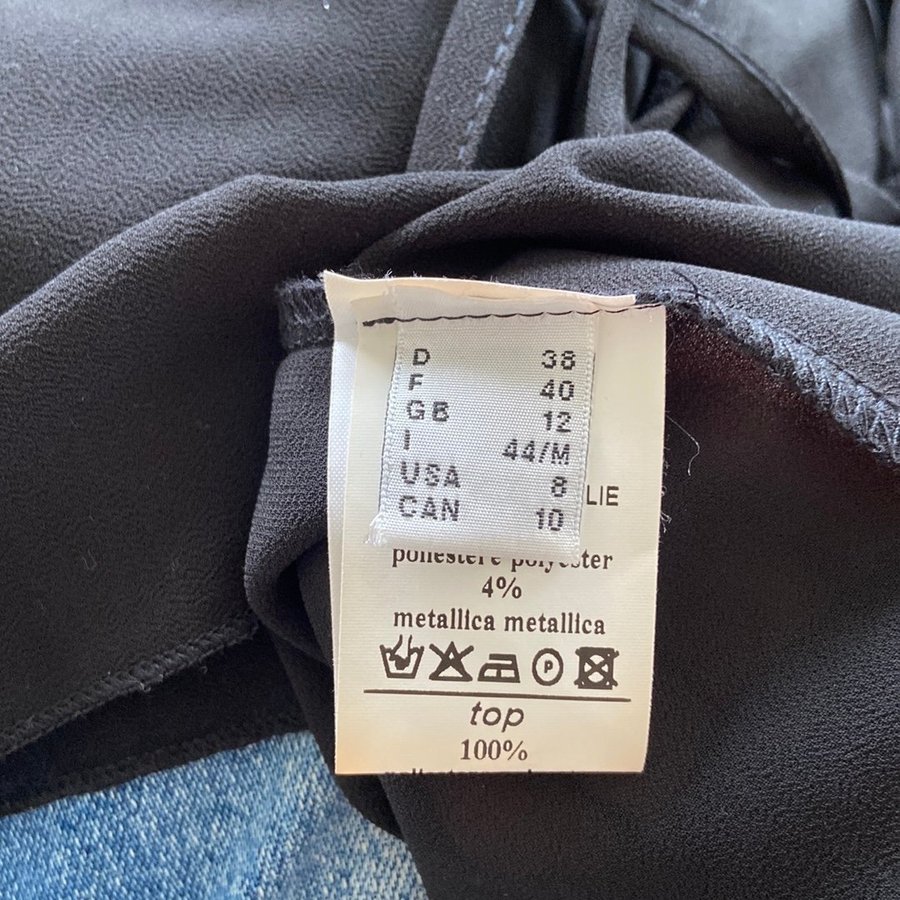 D 38
F 40
GB 12
I 44/M
USA 8
CAN 10
LIE
poliestere polyester
4%
metallica metallica
P
top
100%